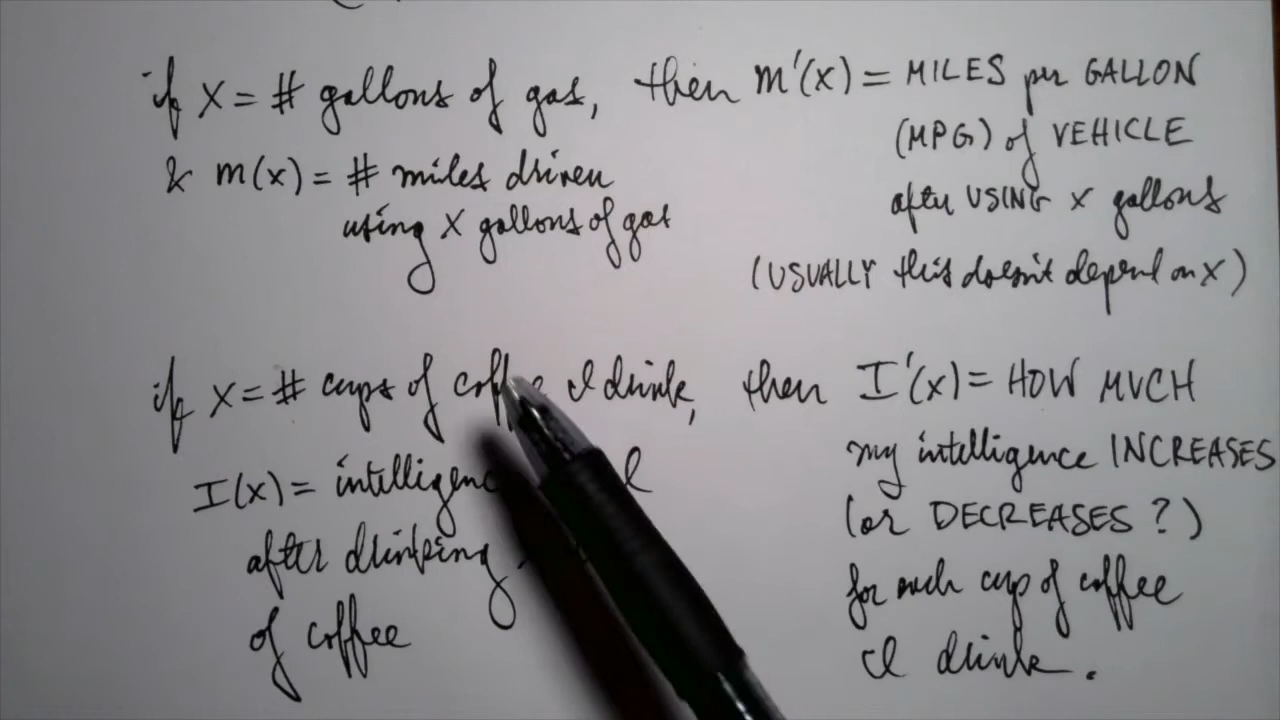 if X = # gallons of gas, then m'(x) = MILES per GALLON
(MPG) of VEHICLE
& m(x) = # miles driven
after USING x gallons
using X gallons of gas
(USUALLY this doesn't depend on X)
if X = # cups of coffee I drink, then I'(x) = HOW MUCH
my intelligence INCREASES
I(x) =
(or DECREASES?)
after drinking
for each cup of coffee
of coffee
I drink.